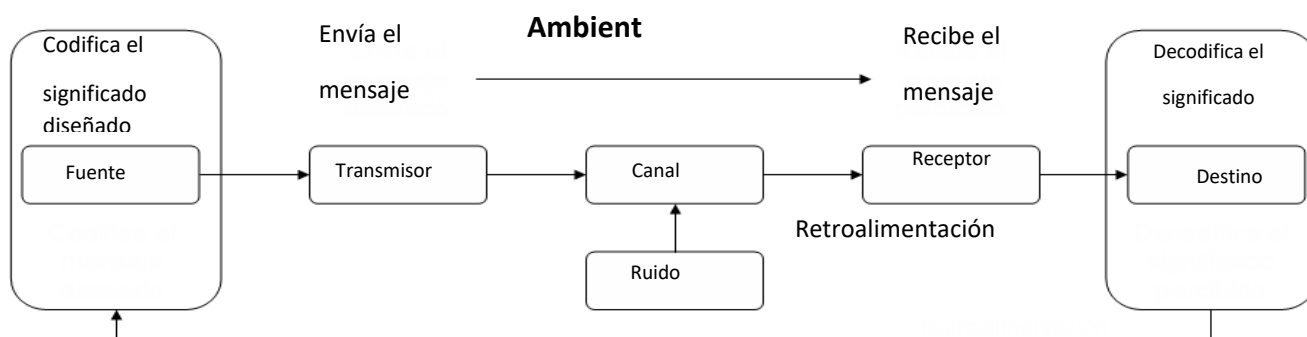 Codifica el
significado
diseñado
Envía el
mensaje
Ambient
Recibe el
mensaje
Decodifica el
significado
Fuente
Transmisor
Canal
Receptor
Destino
Retroalimentación
Ruido